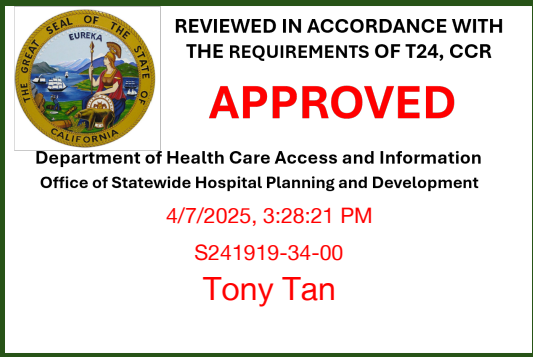 THE GREAT SEAL OF THE STATE OF CALIFORNIA
EUREKA
REVIEWED IN ACCORDANCE WITH
THE REQUIREMENTS OF T24, CCR
APPROVED
Department of Health Care Access and Information
Office of Statewide Hospital Planning and Development
4/7/2025, 3:28:21 PM
S241919-34-00
Tony Tan